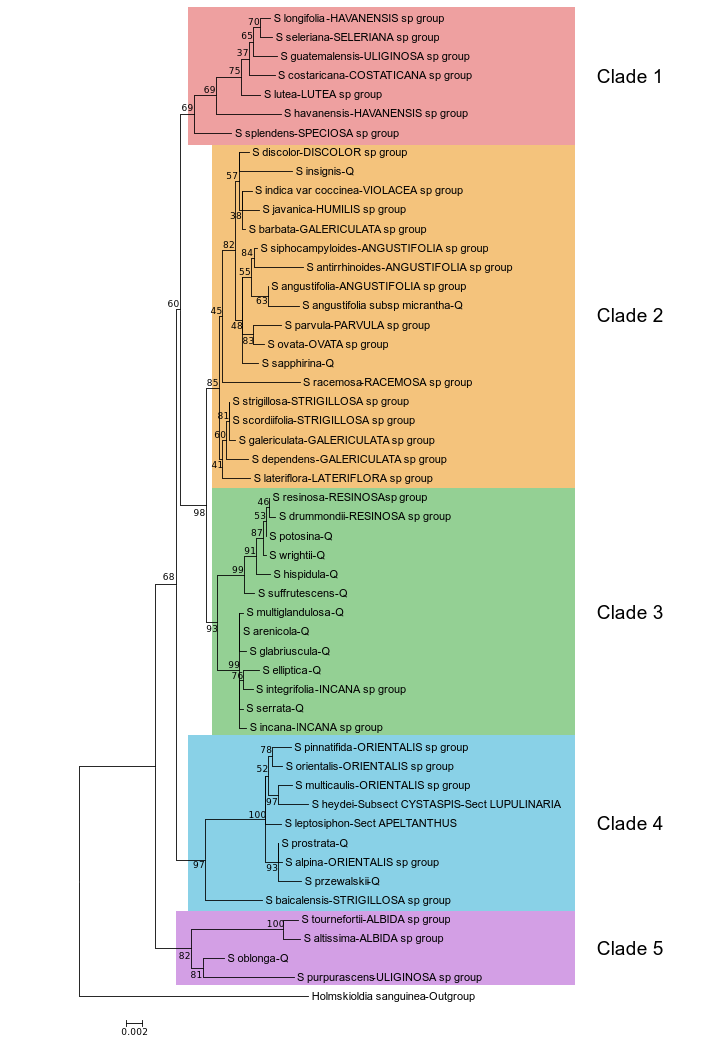 70
S longifolia-HAVANENSIS sp group
65
S seleriana-SELERIANA sp group
37
S guatemalensis-ULIGINOSA sp group
75
S costaricana-COSTATICANA sp group
Clade 1
69
S lutea-LUTEA sp group
69
S havanensis-HAVANENSIS sp group
S splendens-SPECIOSA sp group
S discolor-DISCOLOR sp group
57
S insignis-Q
S indica var coccinea-VIOLACEA sp group
38
S javanica-HUMILIS sp group
S barbata-GALERICULATA sp group
82
S siphocampyloides-ANGUSTIFOLIA sp group
84
S antirrhinoides-ANGUSTIFOLIA sp group
55
S angustifolia-ANGUSTIFOLIA sp group
63
S angustifolia subsp micrantha-Q
60
45
Clade 2
48
S parvula-PARVULA sp group
83
S ovata-OVATA sp group
S sapphirina-Q
85
S racemosa-RACEMOSA sp group
S strigillosa-STRIGILLOSA sp group
81
S scordiifolia-STRIGILLOSA sp group
60
S galericulata-GALERICULATA sp group
S dependens-GALERICULATA sp group
41
S lateriflora-LATERIFLORA sp group
S resinosa-RESINOSAsp group
46
98
53
S drummondii-RESINOSA sp group
87
S potosina-Q
91
S wrightii-Q
99
S hispidula-Q
68
S suffrutescens-Q
S multiglandulosa-Q
Clade 3
93
S arenicola-Q
S glabriuscula-Q
99
76
S elliptica-Q
S integrifolia-INCANA sp group
S serrata-Q
S incana-INCANA sp group
78
S pinnatifida-ORIENTALIS sp group
52
S orientalis-ORIENTALIS sp group
S multicaulis-ORIENTALIS sp group
97
S heydei-Subsect CYSTASPIS-Sect LUPULINARIA
100
S leptosiphon-Sect APELTANTHUS
Clade 4
S prostrata-Q
97
93
S alpina-ORIENTALIS sp group
S przewalskii-Q
S baicalensis-STRIGILLOSA sp group
100
S tournefortii-ALBIDA sp group
S altissima-ALBIDA sp group
Clade 5
82
S oblonga-Q
81
S purpurascens-ULIGINOSA sp group
Holmskioldia sanguinea-Outgroup
0.002